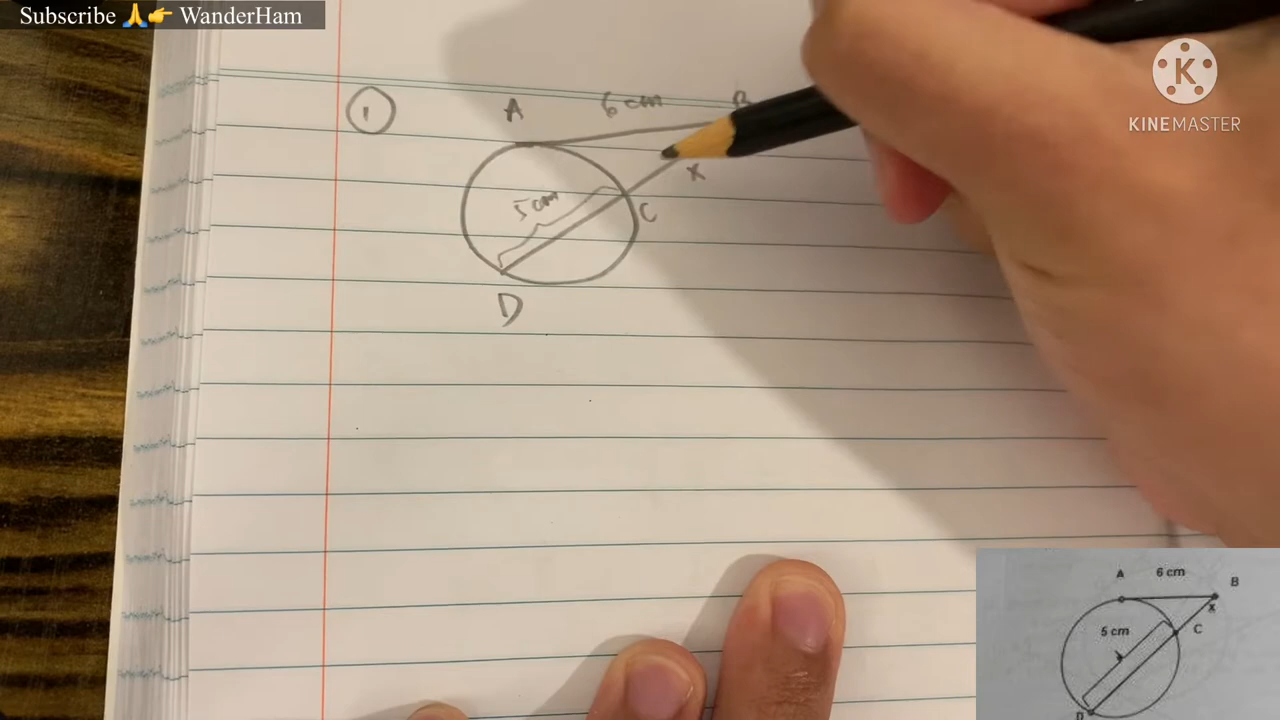 Subscribe 🙏👉 WanderHam
K
KINEMASTER
1
A 6 cm B
x
5 cm
C
D
A 6 cm B
x
5 cm C
D